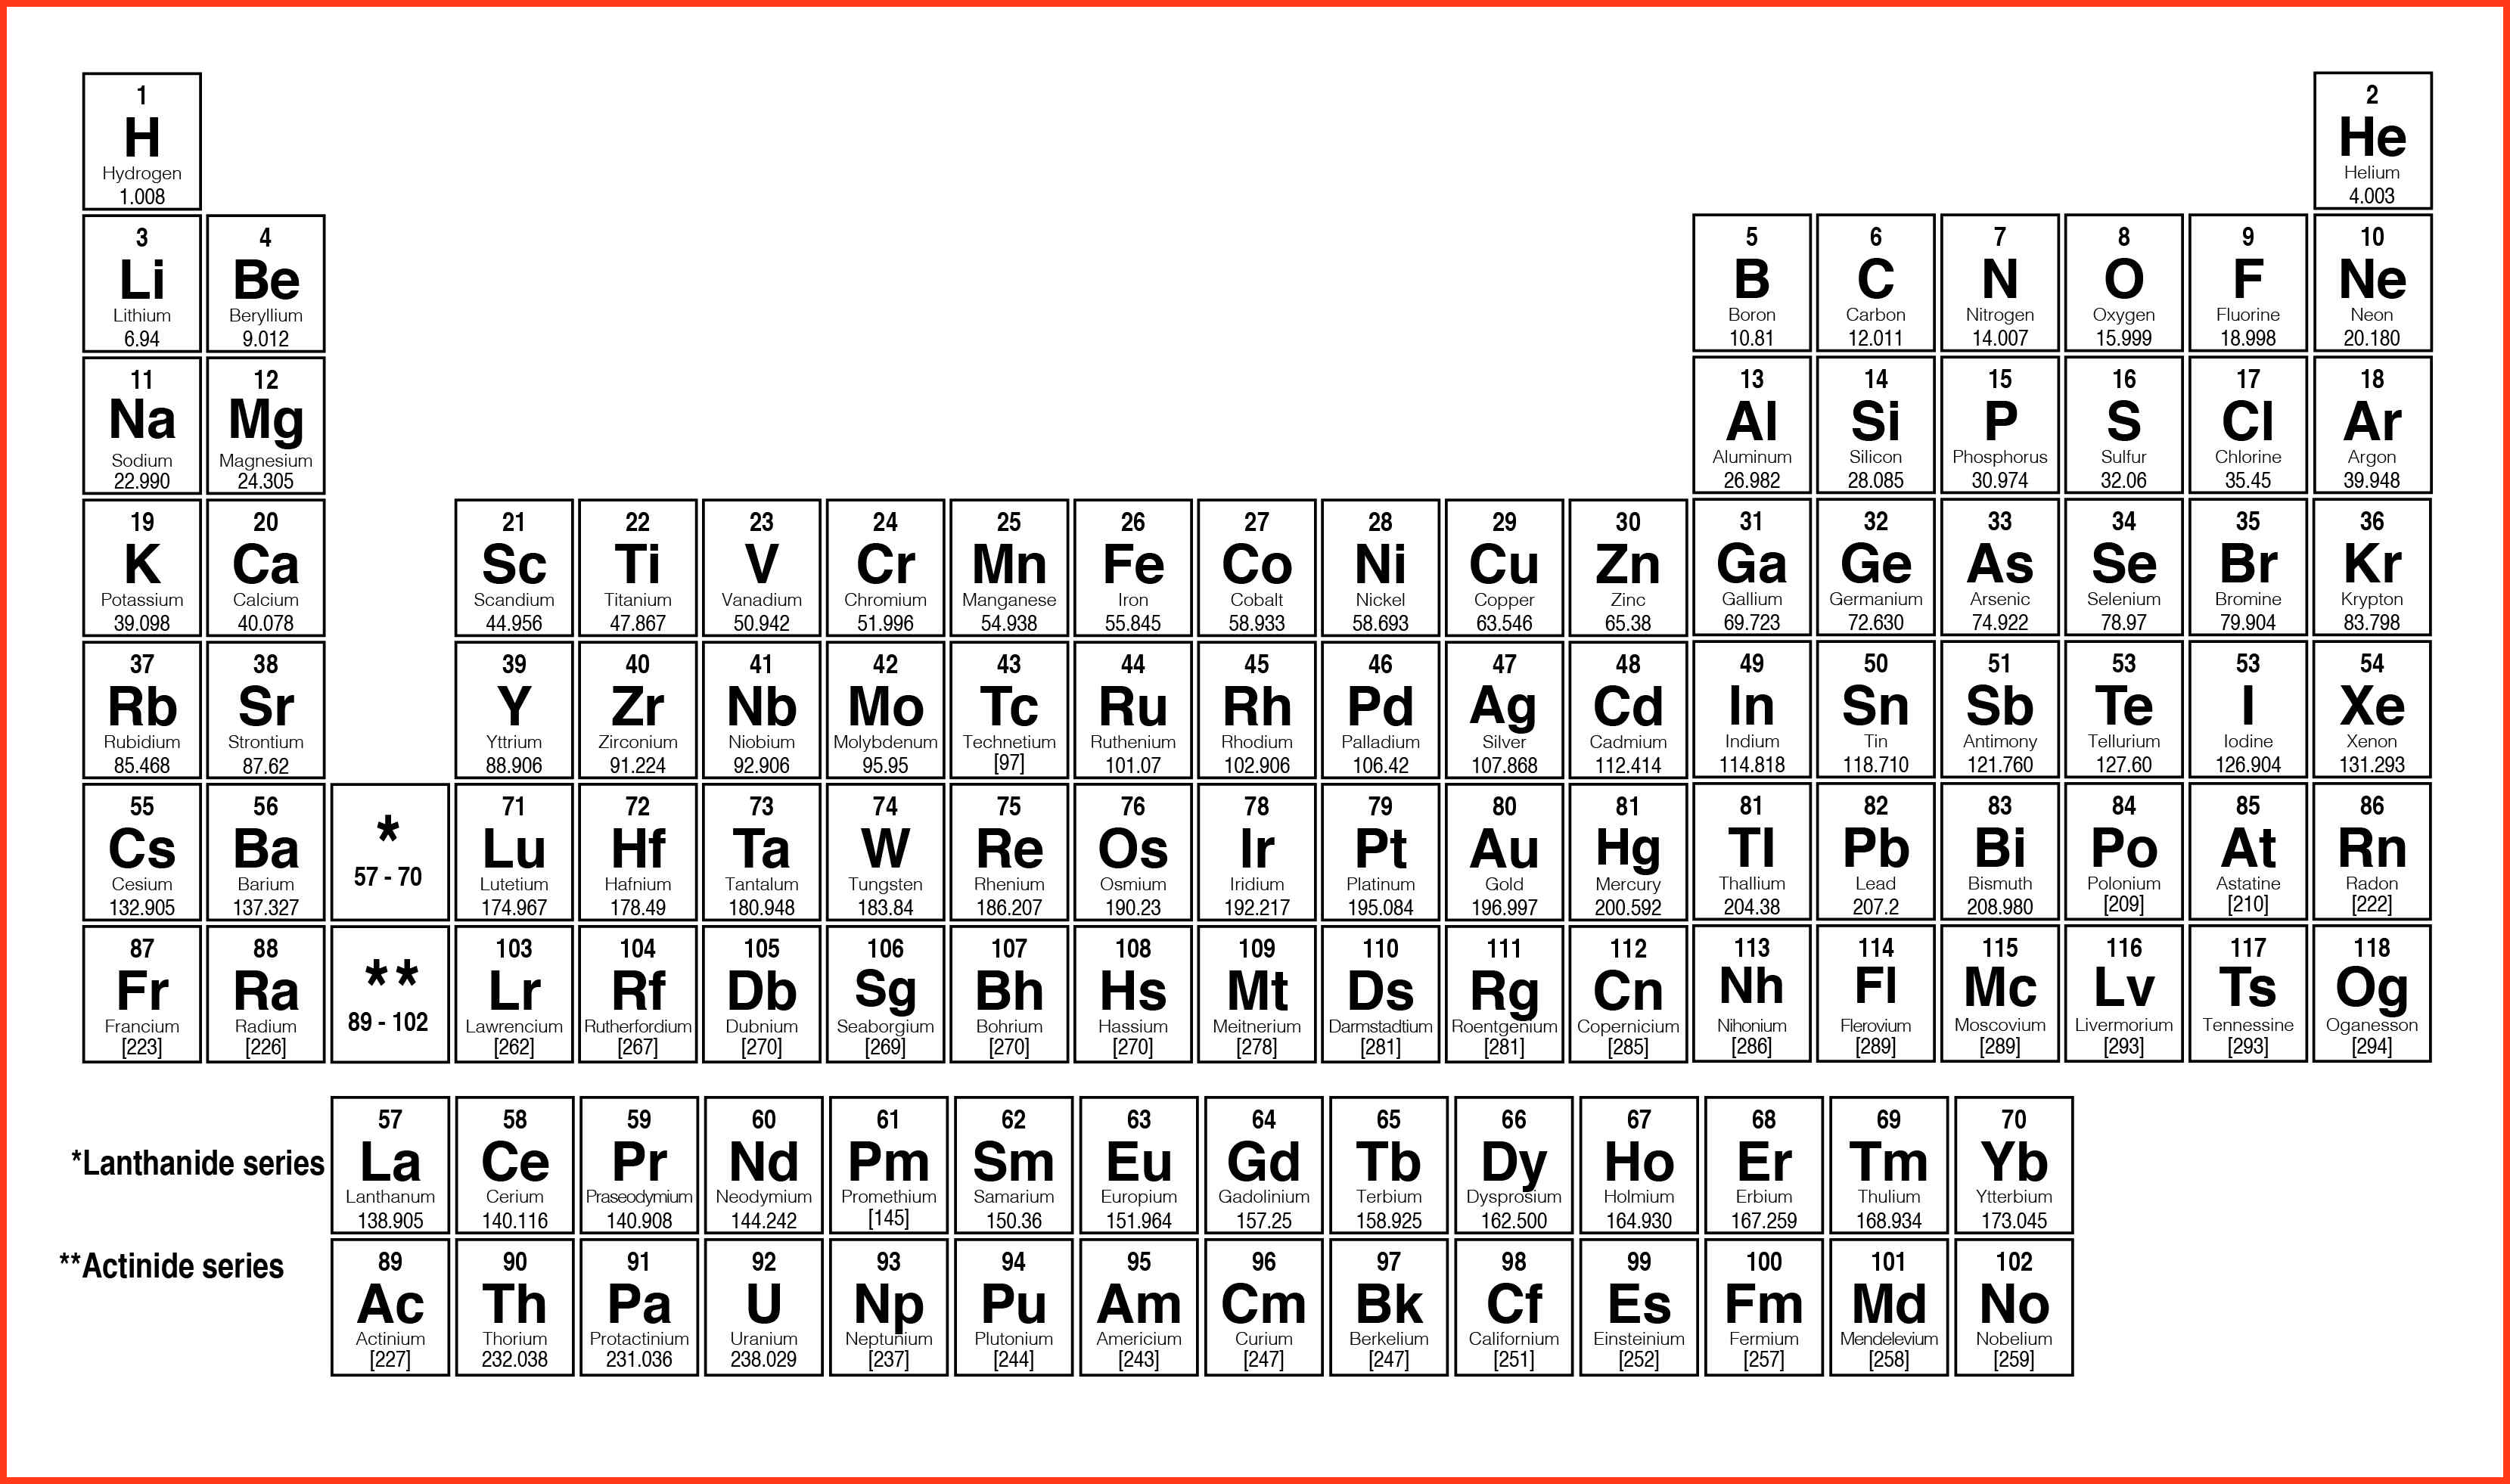 1 2
H He
Hydrogen Helium
1.008 4.003
3 4 5 6 7 8 9 10
Li Be B C N O F Ne
Lithium Beryllium Boron Carbon Nitrogen Oxygen Fluorine Neon
6.94 9.012 10.81 12.011 14.007 15.999 18.998 20.180
11 12 13 14 15 16 17 18
Na Mg Al Si P S Cl Ar
Sodium Magnesium Aluminum Silicon Phosphorus Sulfur Chlorine Argon
22.990 24.305 26.982 28.085 30.974 32.06 35.45 39.948
19 20 21 22 23 24 25 26 27 28 29 30 31 32 33 34 35 36
K Ca Sc Ti V Cr Mn Fe Co Ni Cu Zn Ga Ge As Se Br Kr
Potassium Calcium Scandium Titanium Vanadium Chromium Manganese Iron Cobalt Nickel Copper Zinc Gallium Germanium Arsenic Selenium Bromine Krypton
39.098 40.078 44.956 47.867 50.942 51.996 54.938 55.845 58.933 58.693 63.546 65.38 69.723 72.630 74.922 78.97 79.904 83.798
37 38 39 40 41 42 43 44 45 46 47 48 49 50 51 53 53 54
Rb Sr Y Zr Nb Mo Tc Ru Rh Pd Ag Cd In Sn Sb Te I Xe
Rubidium Strontium Yttrium Zirconium Niobium Molybdenum Technetium Ruthenium Rhodium Palladium Silver Cadmium Indium Tin Antimony Tellurium Iodine Xenon
85.468 87.62 88.906 91.224 92.906 95.95 [97] 101.07 102.906 106.42 107.868 112.414 114.818 118.710 121.760 127.60 126.904 131.293
55 56 * 71 72 73 74 75 76 78 79 80 81 81 82 83 84 85 86
Cs Ba 57 - 70 Lu Hf Ta W Re Os Ir Pt Au Hg Tl Pb Bi Po At Rn
Cesium Barium Lutetium Hafnium Tantalum Tungsten Rhenium Osmium Iridium Platinum Gold Mercury Thallium Lead Bismuth Polonium Astatine Radon
132.905 137.327 174.967 178.49 180.948 183.84 186.207 190.23 192.217 195.084 196.997 200.592 204.38 207.2 208.980 [209] [210] [222]
87 88 ** 103 104 105 106 107 108 109 110 111 112 113 114 115 116 117 118
Fr Ra 89 - 102 Lr Rf Db Sg Bh Hs Mt Ds Rg Cn Nh Fl Mc Lv Ts Og
Francium Radium Lawrencium Rutherfordium Dubnium Seaborgium Bohrium Hassium Meitnerium Darmstadtium Roentgenium Copernicium Nihonium Flerovium Moscovium Livermorium Tennessine Oganesson
[223] [226] [262] [267] [270] [269] [270] [270] [278] [281] [281] [285] [286] [289] [289] [293] [293] [294]
*Lanthanide series
57 58 59 60 61 62 63 64 65 66 67 68 69 70
La Ce Pr Nd Pm Sm Eu Gd Tb Dy Ho Er Tm Yb
Lanthanum Cerium Praseodymium Neodymium Promethium Samarium Europium Gadolinium Terbium Dysprosium Holmium Erbium Thulium Ytterbium
138.905 140.116 140.908 144.242 [145] 150.36 151.964 157.25 158.925 162.500 164.930 167.259 168.934 173.045
**Actinide series
89 90 91 92 93 94 95 96 97 98 99 100 101 102
Ac Th Pa U Np Pu Am Cm Bk Cf Es Fm Md No
Actinium Thorium Protactinium Uranium Neptunium Plutonium Americium Curium Berkelium Californium Einsteinium Fermium Mendelevium Nobelium
[227] 232.038 231.036 238.029 [237] [244] [243] [247] [247] [251] [252] [257] [258] [259]